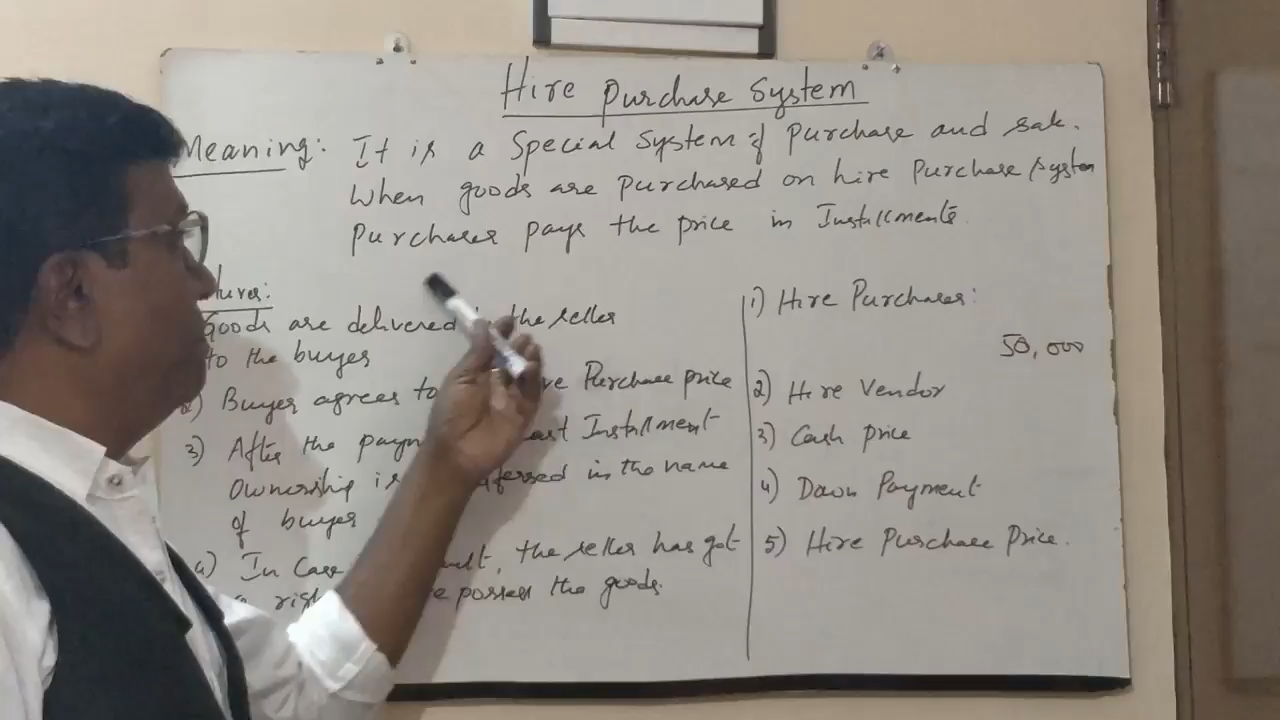 Hire Purchase System
Meaning: It is a Special System of Purchase and sale.
When goods are purchased on hire Purchase System
Purchaser pays the price in Installments.
Goods are delivered the seller
to the buyer
2) Buyer agrees to Purchase price
3) After the Installment
Ownership is in the name
of buyer
4) In Case , the seller has got
possess the goods.
1) Hire Purchaser:
50,000
2) Hire Vendor
3) Cash price
4) Down Payment
5) Hire Purchase Price.